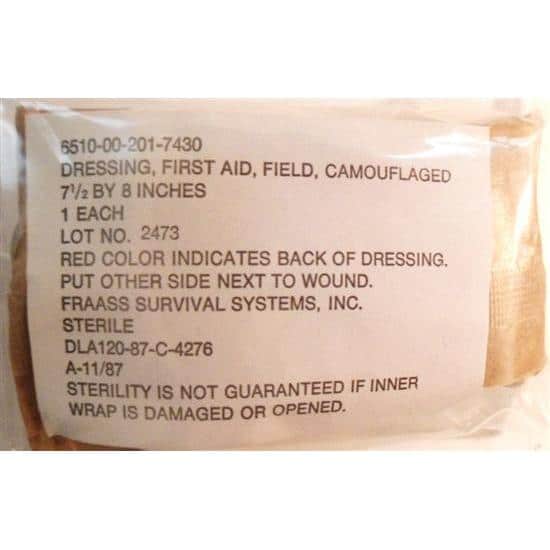 6510-00-201-7430
DRESSING, FIRST AID, FIELD, CAMOUFLAGED
7½ BY 8 INCHES
1 EACH
LOT NO. 2473
RED COLOR INDICATES BACK OF DRESSING.
PUT OTHER SIDE NEXT TO WOUND.
FRAASS SURVIVAL SYSTEMS, INC.
STERILE
DLA120-87-C-4276
A-11/87
STERILITY IS NOT GUARANTEED IF INNER
WRAP IS DAMAGED OR OPENED.